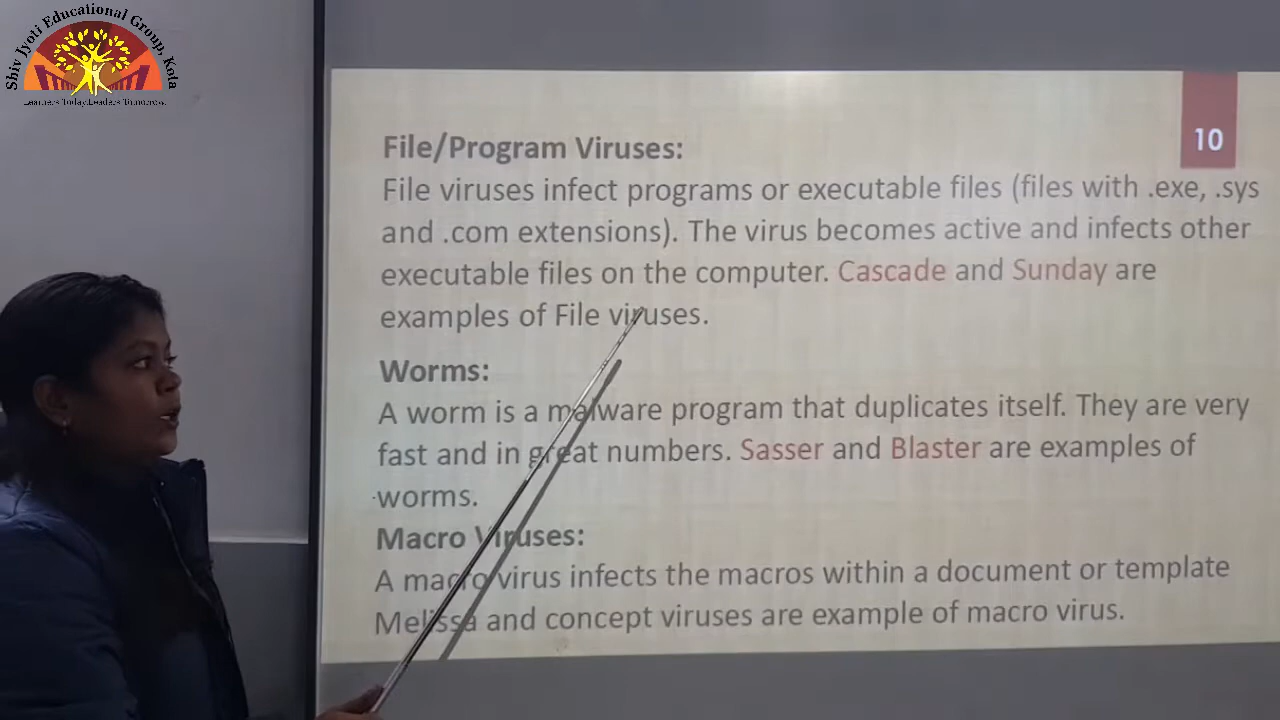 Shiv Jyoti Educational Group, Kota
Learners Today,Leaders Tomorrow.
10
File/Program Viruses:
File viruses infect programs or executable files (files with .exe, .sys
and .com extensions). The virus becomes active and infects other
executable files on the computer. Cascade and Sunday are
examples of File viruses.
Worms:
A worm is a malware program that duplicates itself. They are very
fast and in great numbers. Sasser and Blaster are examples of
worms.
Macro Viruses:
A macro virus infects the macros within a document or template
Melissa and concept viruses are example of macro virus.